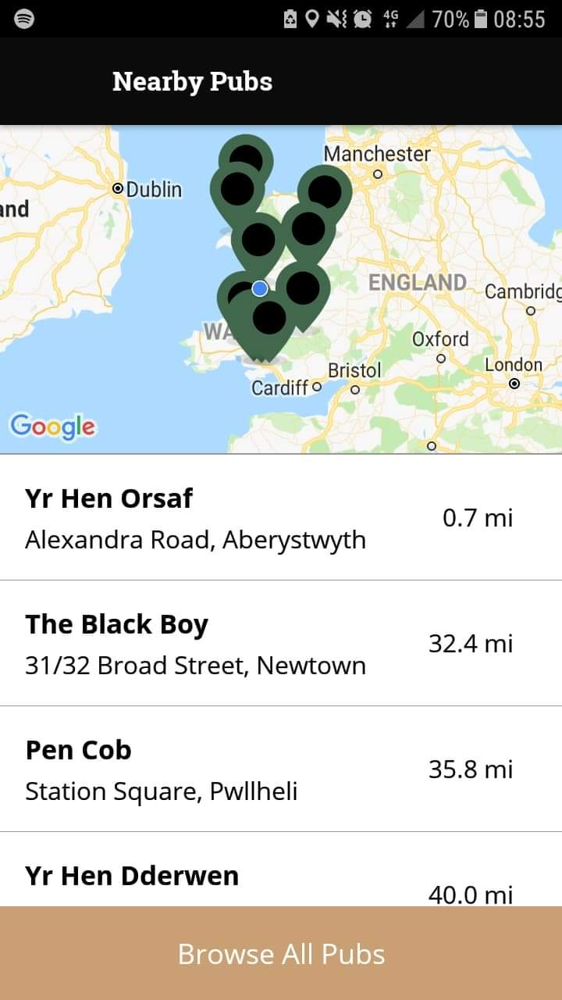 4G 70% 08:55
Nearby Pubs
Manchester
Dublin
and
ENGLAND
Cambridg
WA
Oxford
Bristol
London
Cardiff
Google
Yr Hen Orsaf
0.7 mi
Alexandra Road, Aberystwyth
The Black Boy
32.4 mi
31/32 Broad Street, Newtown
Pen Cob
35.8 mi
Station Square, Pwllheli
Yr Hen Dderwen
40.0 mi
Browse All Pubs